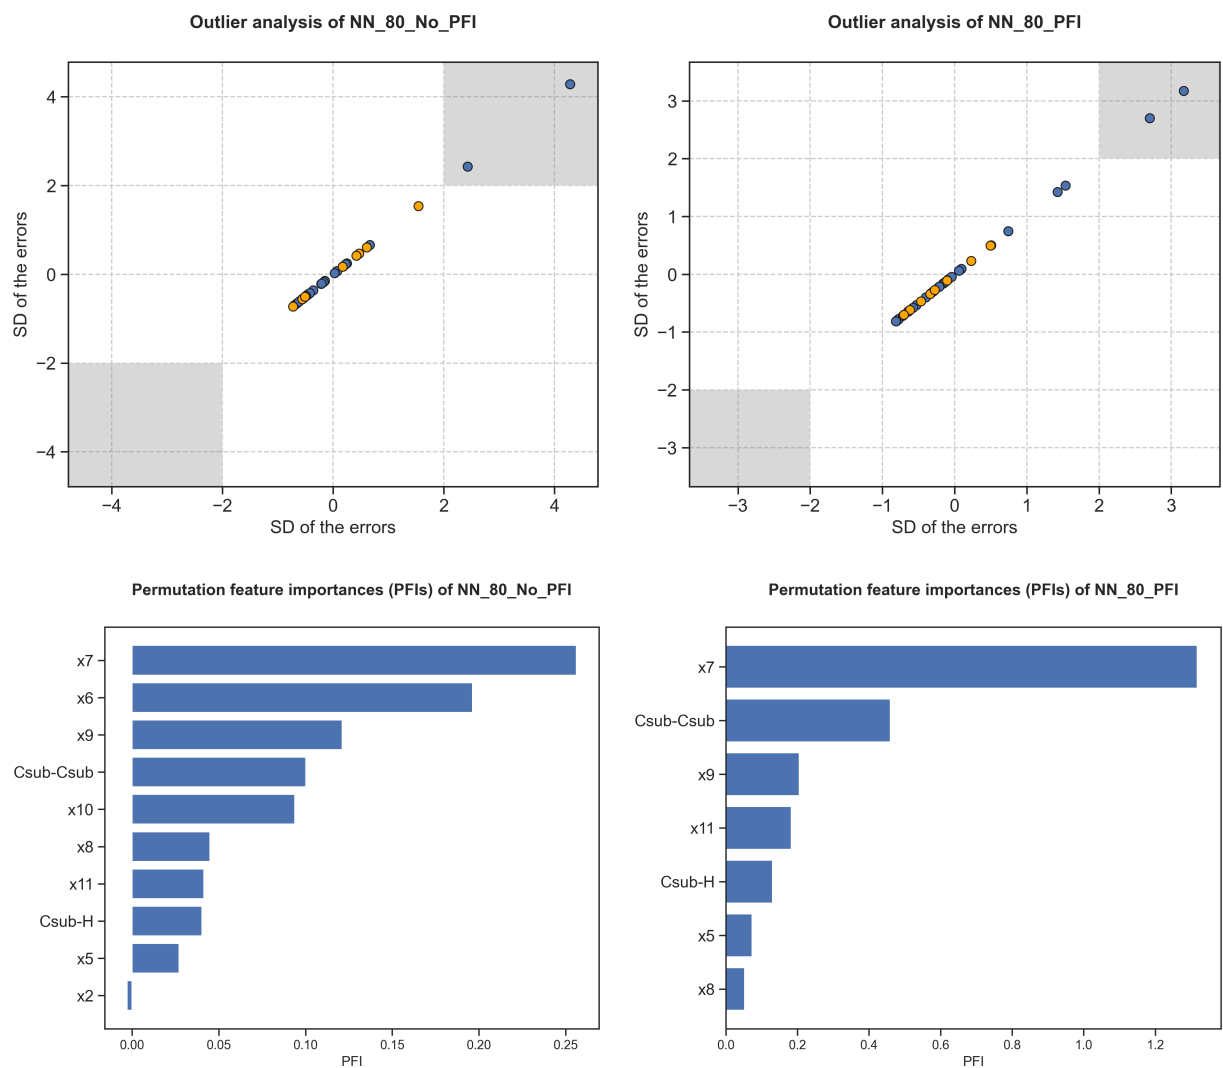 Outlier analysis of NN_80_No_PFI
4
2
0
−2
−4
SD of the errors
−4 −2 0 2 4
SD of the errors
Outlier analysis of NN_80_PFI
3
2
1
0
−1
−2
−3
SD of the errors
−3 −2 −1 0 1 2 3
SD of the errors
Permutation feature importances (PFIs) of NN_80_No_PFI
x7
x6
x9
Csub-Csub
x10
x8
x11
Csub-H
x5
x2
0.00 0.05 0.10 0.15 0.20 0.25
PFI
Permutation feature importances (PFIs) of NN_80_PFI
x7
Csub-Csub
x9
x11
Csub-H
x5
x8
0.0 0.2 0.4 0.6 0.8 1.0 1.2
PFI